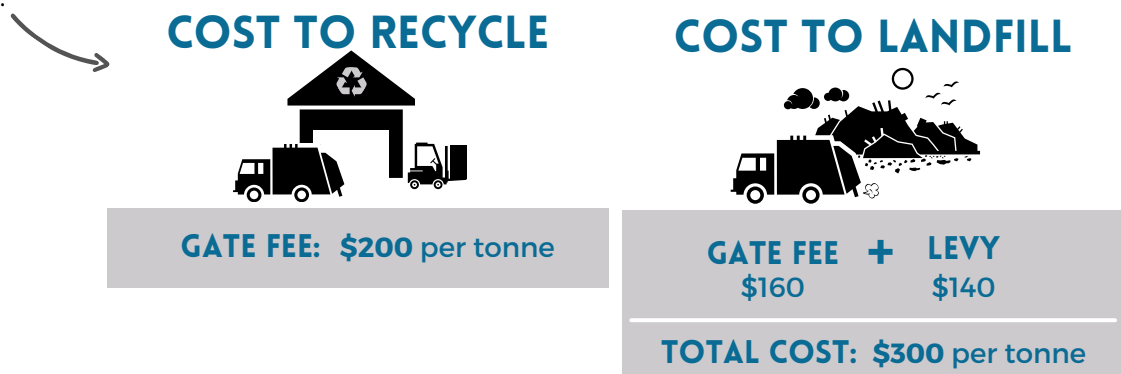 COST TO RECYCLE
GATE FEE: $200 per tonne
COST TO LANDFILL
GATE FEE + LEVY
$160 $140
TOTAL COST: $300 per tonne